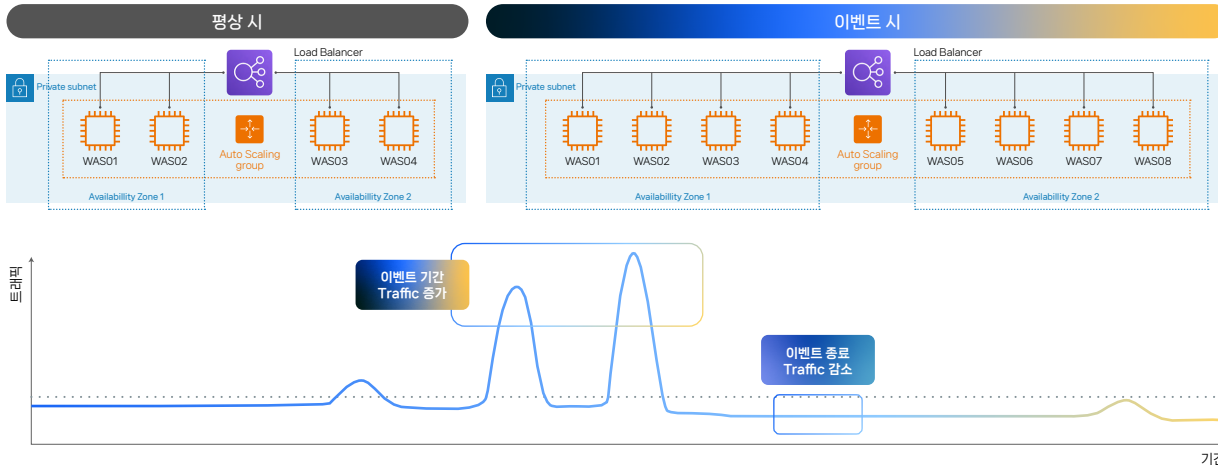 평상 시
이벤트 시
Load Balancer
Private subnet
WAS01
WAS02
Auto Scaling
group
WAS03
WAS04
Availabillity Zone 1
Availabillity Zone 2
Load Balancer
Private subnet
WAS01
WAS02
WAS03
WAS04
Auto Scaling
group
WAS05
WAS06
WAS07
WAS08
Availabillity Zone 1
Availabillity Zone 2
트래픽
이벤트 기간
Traffic 증가
이벤트 종료
Traffic 감소
기간